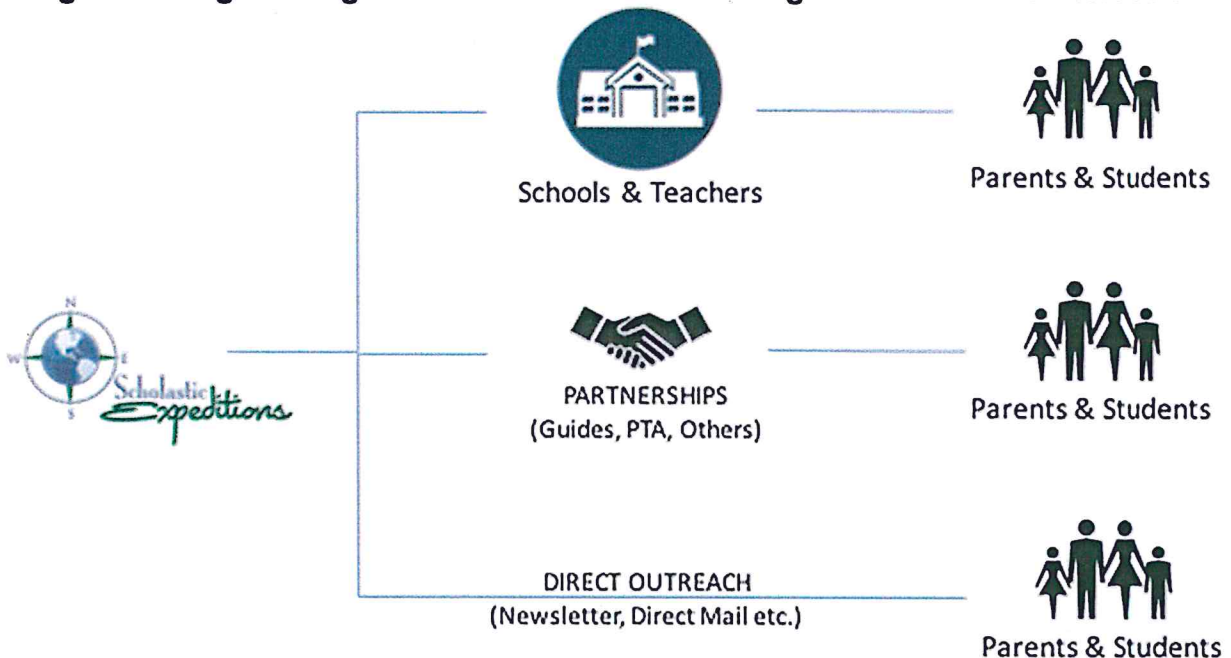 Schools & Teachers
Parents & Students
N
W
E
S
Scholastic
Expeditions
PARTNERSHIPS
(Guides, PTA, Others)
Parents & Students
DIRECT OUTREACH
(Newsletter, Direct Mail etc.)
Parents & Students